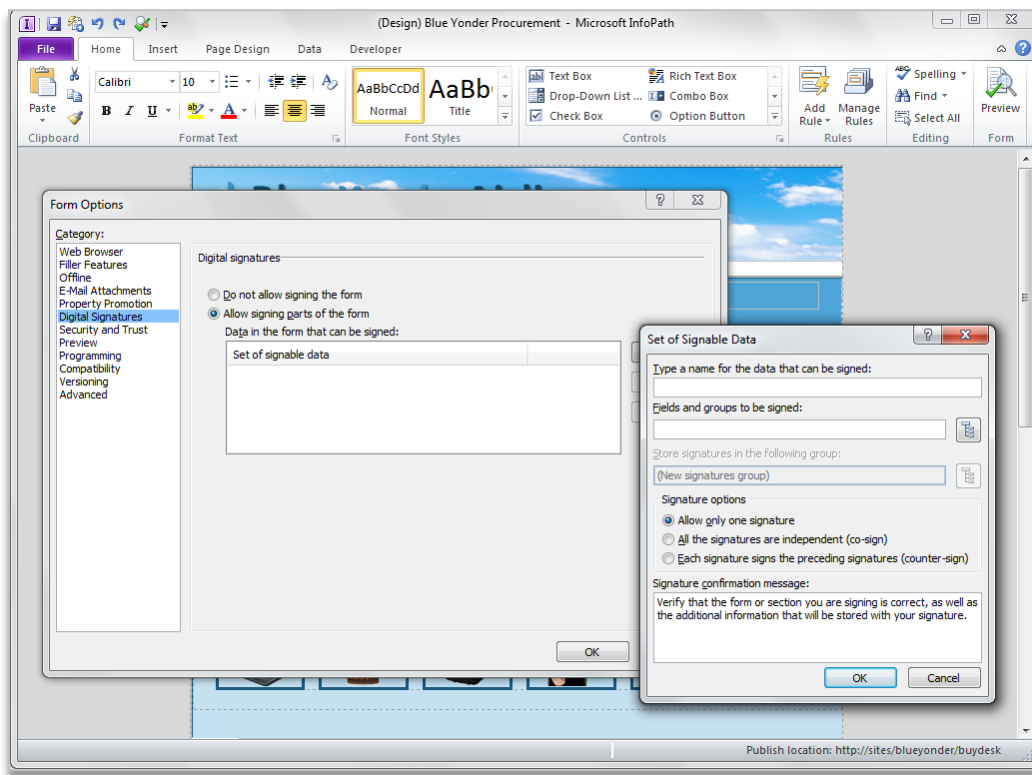 (Design) Blue Yonder Procurement - Microsoft InfoPath
File Home Insert Page Design Data Developer
Paste
Clipboard
Calibri 10
B I U
Format Text
AaBbCcDd
Normal
AaBb
Title
Font Styles
Text Box Rich Text Box
Drop-Down List ... Combo Box
Check Box Option Button
Controls
Add Rule
Manage Rules
Rules
Spelling
Find
Select All
Editing
Preview
Form
Form Options
Category:
Web Browser
Filler Features
Offline
E-Mail Attachments
Property Promotion
Digital Signatures
Security and Trust
Preview
Programming
Compatibility
Versioning
Advanced
Digital signatures
Do not allow signing the form
Allow signing parts of the form
Data in the form that can be signed:
Set of signable data
OK
Set of Signable Data
Type a name for the data that can be signed:
Fields and groups to be signed:
Store signatures in the following group:
(New signatures group)
Signature options
Allow only one signature
All the signatures are independent (co-sign)
Each signature signs the preceding signatures (counter-sign)
Signature confirmation message:
Verify that the form or section you are signing is correct, as well as
the additional information that will be stored with your signature.
OK Cancel
Publish location: http://sites/blueyonder/buydesk